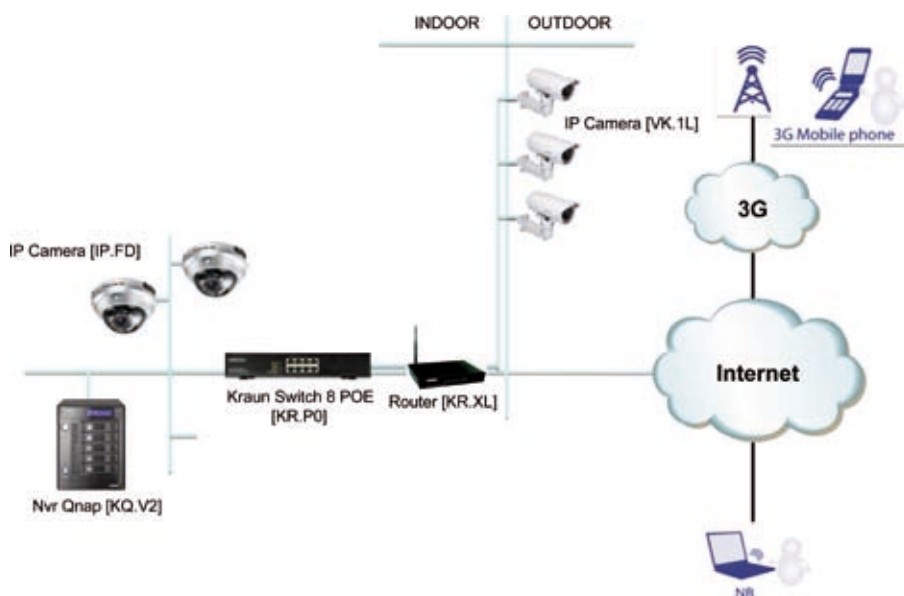 INDOOR
OUTDOOR
IP Camera [VK.1L]
3G Mobile phone
3G
IP Camera [IP.FD]
Internet
Kraun Switch 8 POE
[KR.P0]
Router [KR.XL]
Nvr Qnap [KQ.V2]
NB